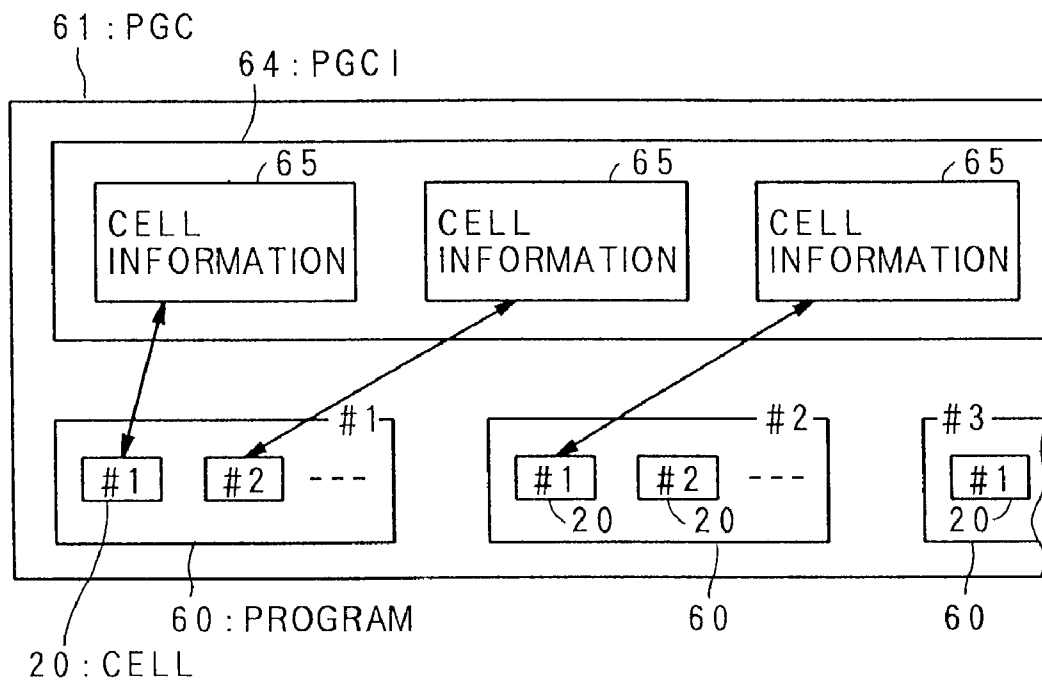 61:PGC
64:PGCI
65 65 65
CELL CELL CELL
INFORMATION INFORMATION INFORMATION
#1 #2 #3
#1 #2 --- #1 #2 --- #1
20 20 20
60:PROGRAM 60 60
20:CELL